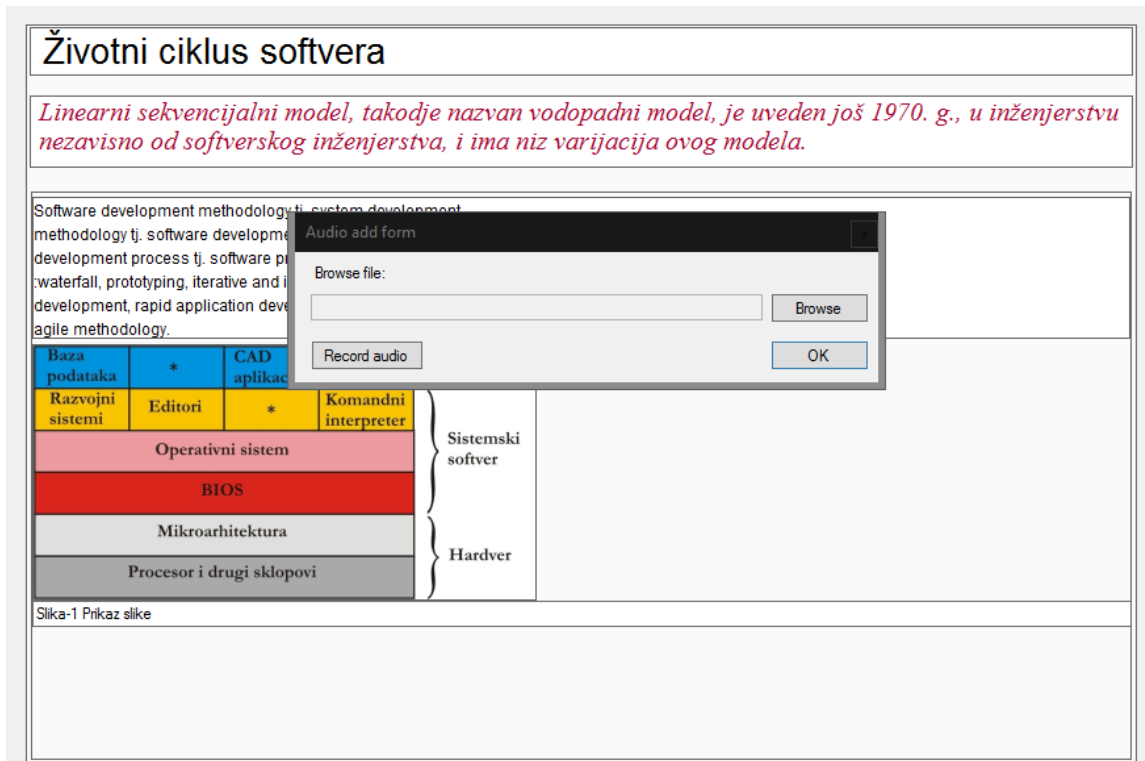 Životni ciklus softvera
Linearni sekvencijalni model, takodje nazvan vodopadni model, je uveden još 1970. g., u inženjerstvu
nezavisno od softverskog inženjerstva, i ima niz varijacija ovog modela.
Software development methodology tj. system development
methodology tj. software
development process tj. software
:waterfall, prototyping, iterative and
development, rapid application
agile methodology.
Audio add form
x
Browse file:
Browse
Record audio
OK
Baza
podataka
*
CAD
Razvojni
sistemi
Editori
*
Komandni
interpreter
Operativni sistem
BIOS
Sistemski
softver
Mikroarhitektura
Procesor i drugi sklopovi
Hardver
Slika-1 Prikaz slike